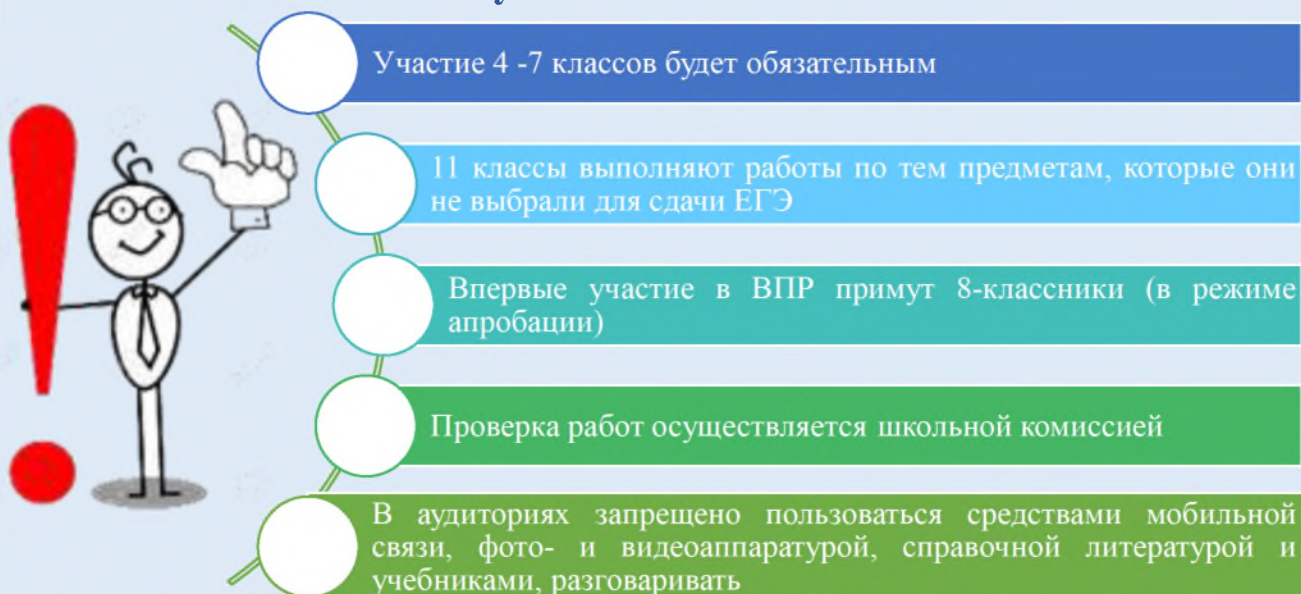 Участие 4 -7 классов будет обязательным
11 классы выполняют работы по тем предметам, которые они
не выбрали для сдачи ЕГЭ
Впервые участие в ВПР примут 8-классники (в режиме
апробации)
Проверка работ осуществляется школьной комиссией
В аудиториях запрещено пользоваться средствами мобильной
связи, фото- и видеоаппаратурой, справочной литературой и
учебниками, разговаривать